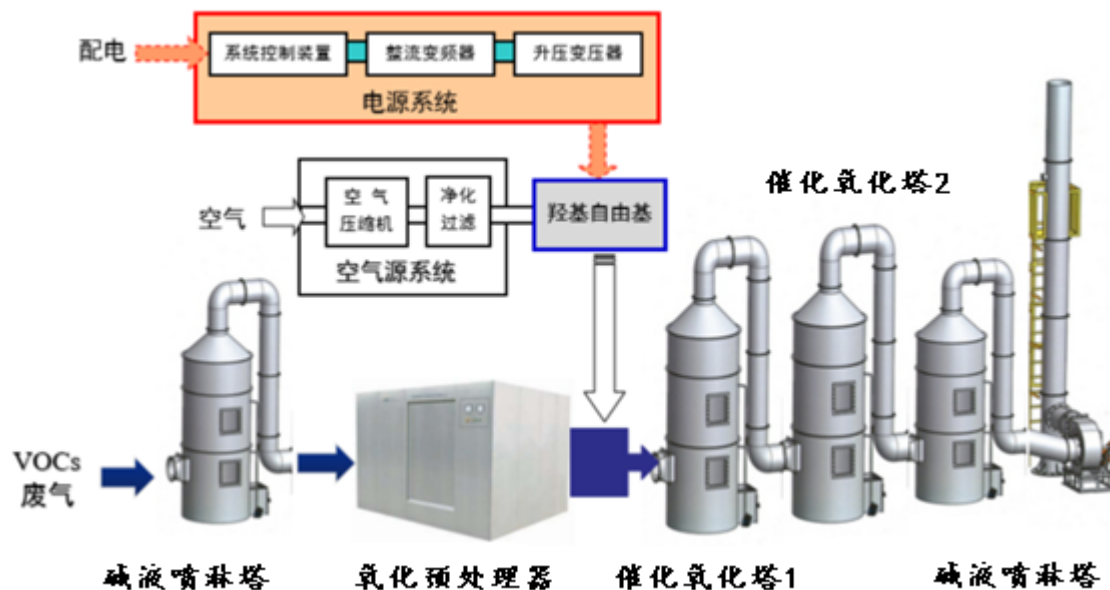 配电
系统控制装置
整流变频器
升压变压器
电源系统
催化氧化塔2
空气
空 气
压缩机
净化
过滤
羟基自由基
空气源系统
VOCs
废气
碱液喷淋塔
氧化预处理器
催化氧化塔1
碱液喷淋塔